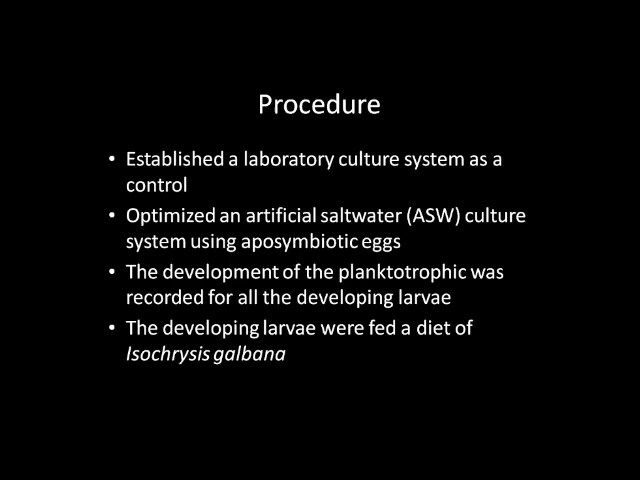 Procedure
• Established a laboratory culture system as a
control
• Optimized an artificial saltwater (ASW) culture
system using aposymbiotic eggs
• The development of the planktotrophic was
recorded for all the developing larvae
• The developing larvae were fed a diet of
Isochrysis galbana